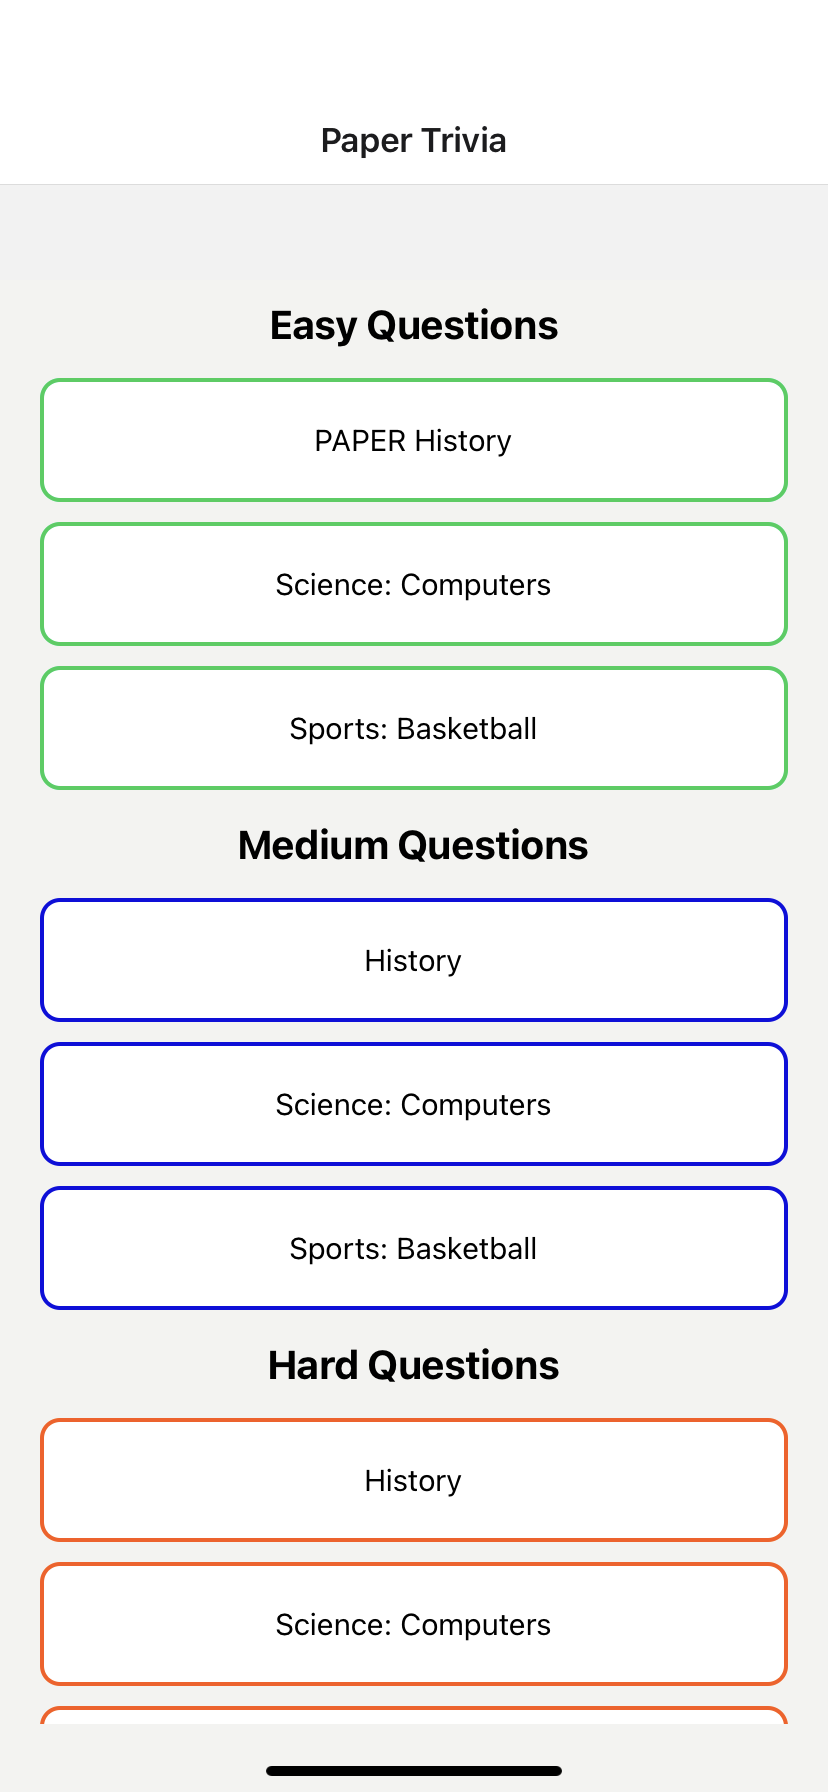 Paper Trivia
Easy Questions
PAPER History
Science: Computers
Sports: Basketball
Medium Questions
History
Science: Computers
Sports: Basketball
Hard Questions
History
Science: Computers